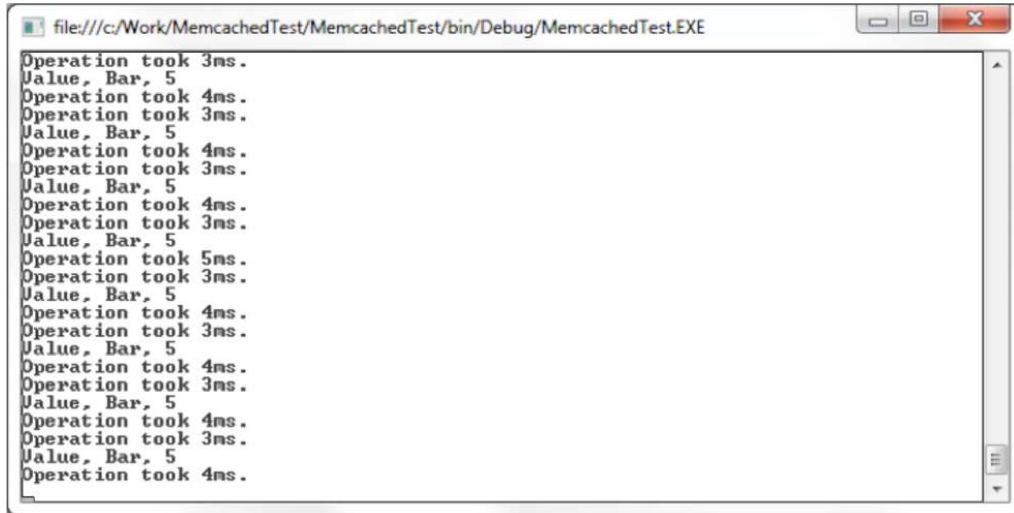 file:///c:/Work/MemcachedTest/MemcachedTest/bin/Debug/MemcachedTest.EXE
Operation took 3ms.
Value, Bar, 5
Operation took 4ms.
Operation took 3ms.
Value, Bar, 5
Operation took 4ms.
Operation took 3ms.
Value, Bar, 5
Operation took 4ms.
Operation took 3ms.
Value, Bar, 5
Operation took 5ms.
Operation took 3ms.
Value, Bar, 5
Operation took 4ms.
Operation took 3ms.
Value, Bar, 5
Operation took 4ms.
Operation took 3ms.
Value, Bar, 5
Operation took 4ms.
Operation took 3ms.
Value, Bar, 5
Operation took 4ms.